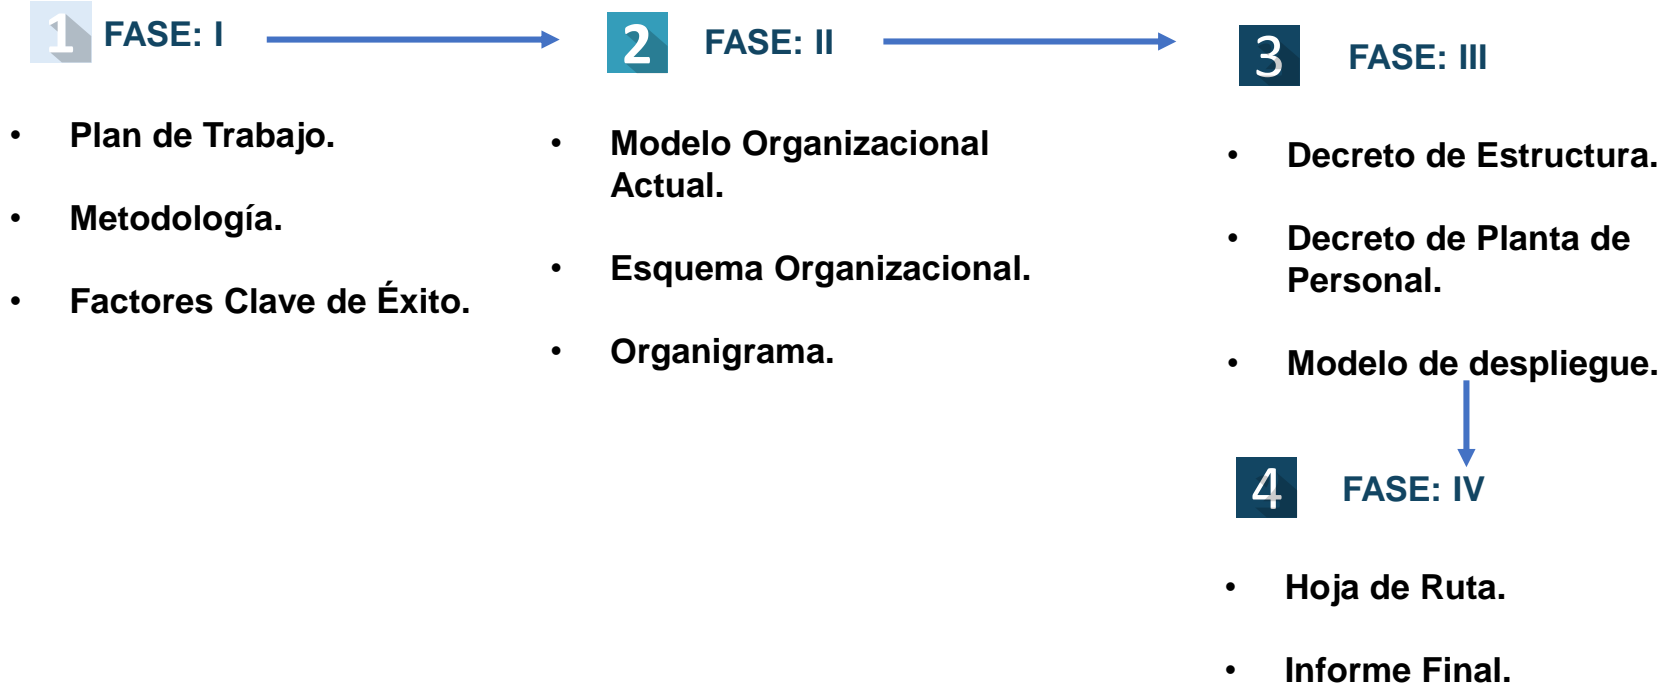 1 FASE: I
• Plan de Trabajo.
• Metodología.
• Factores Clave de Éxito.
2 FASE: II
• Modelo Organizacional
Actual.
• Esquema Organizacional.
• Organigrama.
3 FASE: III
• Decreto de Estructura.
• Decreto de Planta de
Personal.
• Modelo de despliegue.
4 FASE: IV
• Hoja de Ruta.
• Informe Final.